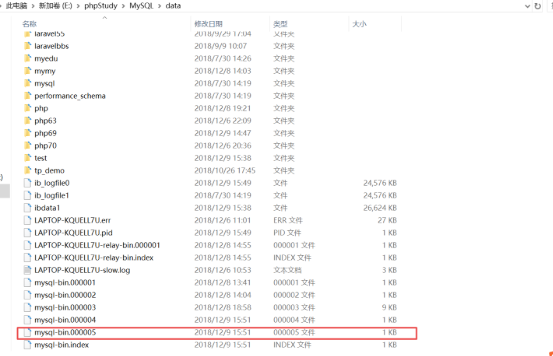 此电脑 > 新加卷 (E:) > phpStudy > MySQL > data
名称 修改日期 类型 大小
laravel55 2018/9/29 17:04 文件夹
laravelbbs 2018/9/9 10:07 文件夹
myedu 2018/7/30 14:26 文件夹
mymy 2018/12/8 14:03 文件夹
mysql 2018/7/30 14:19 文件夹
performance_schema 2018/7/30 14:19 文件夹
php 2018/12/8 19:21 文件夹
php63 2018/12/6 22:09 文件夹
php69 2018/12/9 14:47 文件夹
php70 2018/12/6 20:36 文件夹
test 2018/12/9 15:38 文件夹
tp_demo 2018/10/26 17:45 文件夹
ib_logfile0 2018/12/9 15:49 文件 24,576 KB
ib_logfile1 2018/7/30 14:19 文件 24,576 KB
ibdata1 2018/12/9 15:38 文件 26,624 KB
LAPTOP-KQUELL7U.err 2018/12/6 11:01 ERR 文件 27 KB
LAPTOP-KQUELL7U.pid 2018/12/9 15:49 PID 文件 1 KB
LAPTOP-KQUELL7U-relay-bin.000001 2018/12/8 14:55 000001 文件 1 KB
LAPTOP-KQUELL7U-relay-bin.index 2018/12/8 14:55 INDEX 文件 1 KB
LAPTOP-KQUELL7U-slow.log 2018/12/6 10:53 文本文档 3 KB
mysql-bin.000001 2018/12/8 13:41 000001 文件 1 KB
mysql-bin.000002 2018/12/8 14:04 000002 文件 1 KB
mysql-bin.000003 2018/12/8 18:58 000003 文件 9 KB
mysql-bin.000004 2018/12/9 15:51 000004 文件 1 KB
mysql-bin.000005 2018/12/9 15:51 000005 文件 1 KB
mysql-bin.index 2018/12/9 15:51 INDEX 文件 1 KB